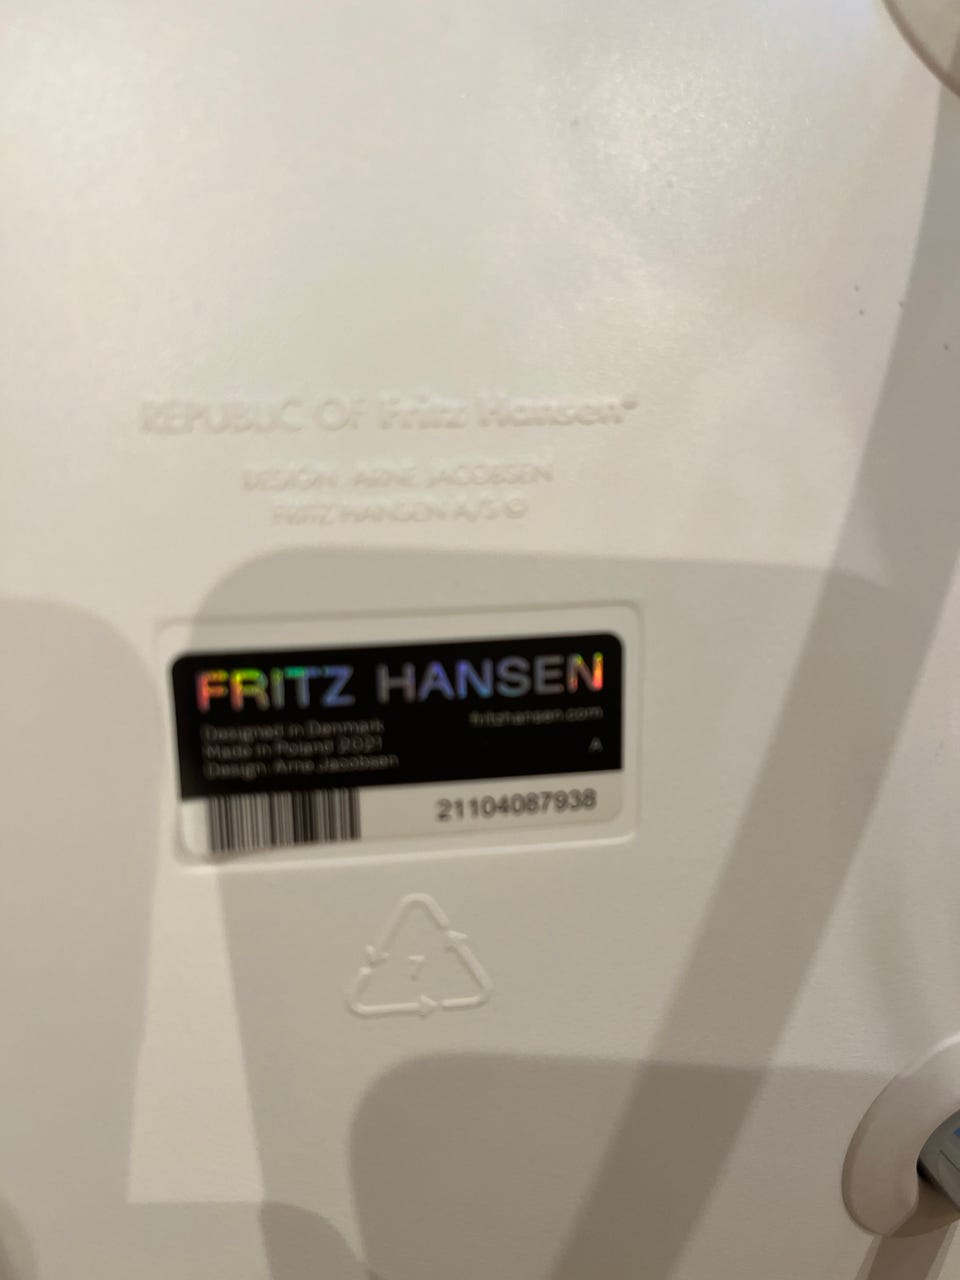 REPUBLIC OF Fritz Hansen®
DESIGN: ARNE JACOBSEN
FRITZ HANSEN A/S ©
FRITZ HANSEN
Designed in Denmark
Made in Poland 2021
Design: Arne Jacobsen
fritzhansen.com
A
21104087938
7